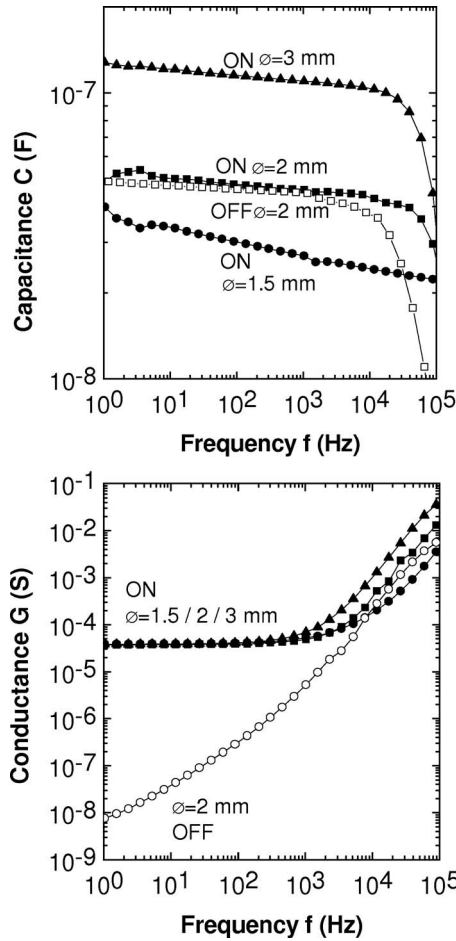 ON ⌀=3 mm
10⁻⁷
ON ⌀=2 mm
OFF⌀=2 mm
ON
⌀=1.5 mm
10⁻⁸
Capacitance C (F)
10⁰ 10¹ 10² 10³ 10⁴ 10⁵
Frequency f (Hz)
10⁻¹
10⁻²
10⁻³
ON
⌀=1.5 / 2 / 3 mm
10⁻⁴
10⁻⁵
10⁻⁶
10⁻⁷
10⁻⁸
⌀=2 mm
OFF
10⁻⁹
Conductance G (S)
10⁰ 10¹ 10² 10³ 10⁴ 10⁵
Frequency f (Hz)